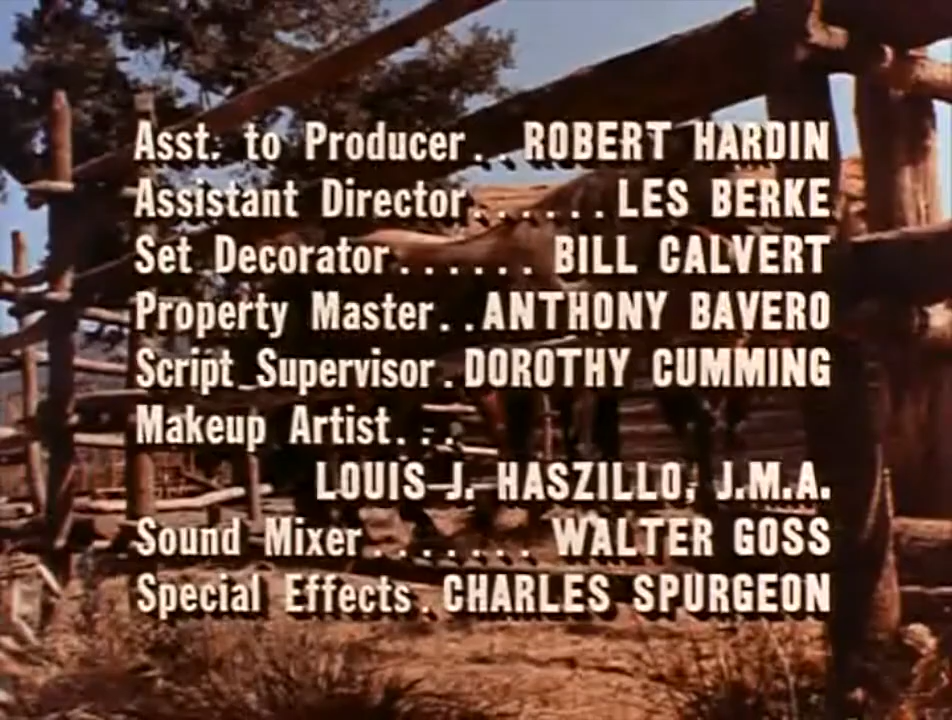 Asst. to Producer.. ROBERT HARDIN
Assistant Director...... LES BERKE
Set Decorator...... BILL CALVERT
Property Master.. ANTHONY BAVERO
Script Supervisor. DOROTHY CUMMING
Makeup Artist...
LOUIS J. HASZILLO, J.M.A.
Sound Mixer....... WALTER GOSS
Special Effects. CHARLES SPURGEON